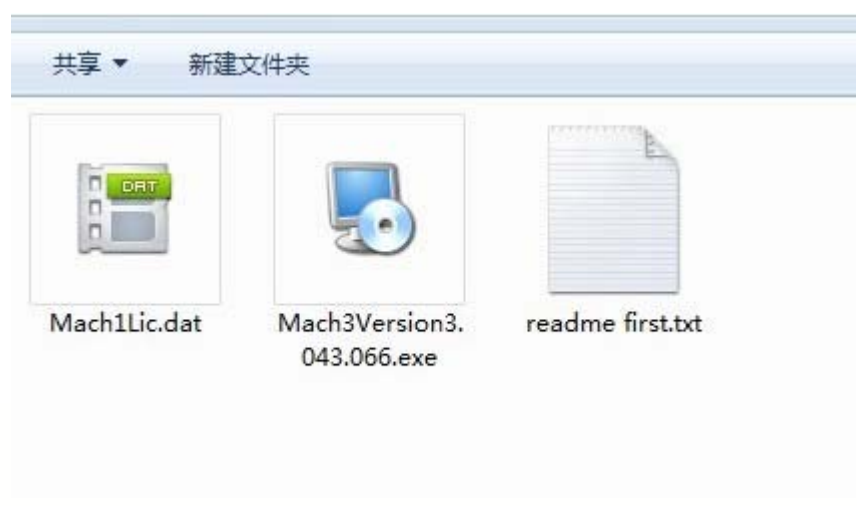 共享
新建文件夹
DAT
Mach1Lic.dat
Mach3Version3.
043.066.exe
readme first.txt